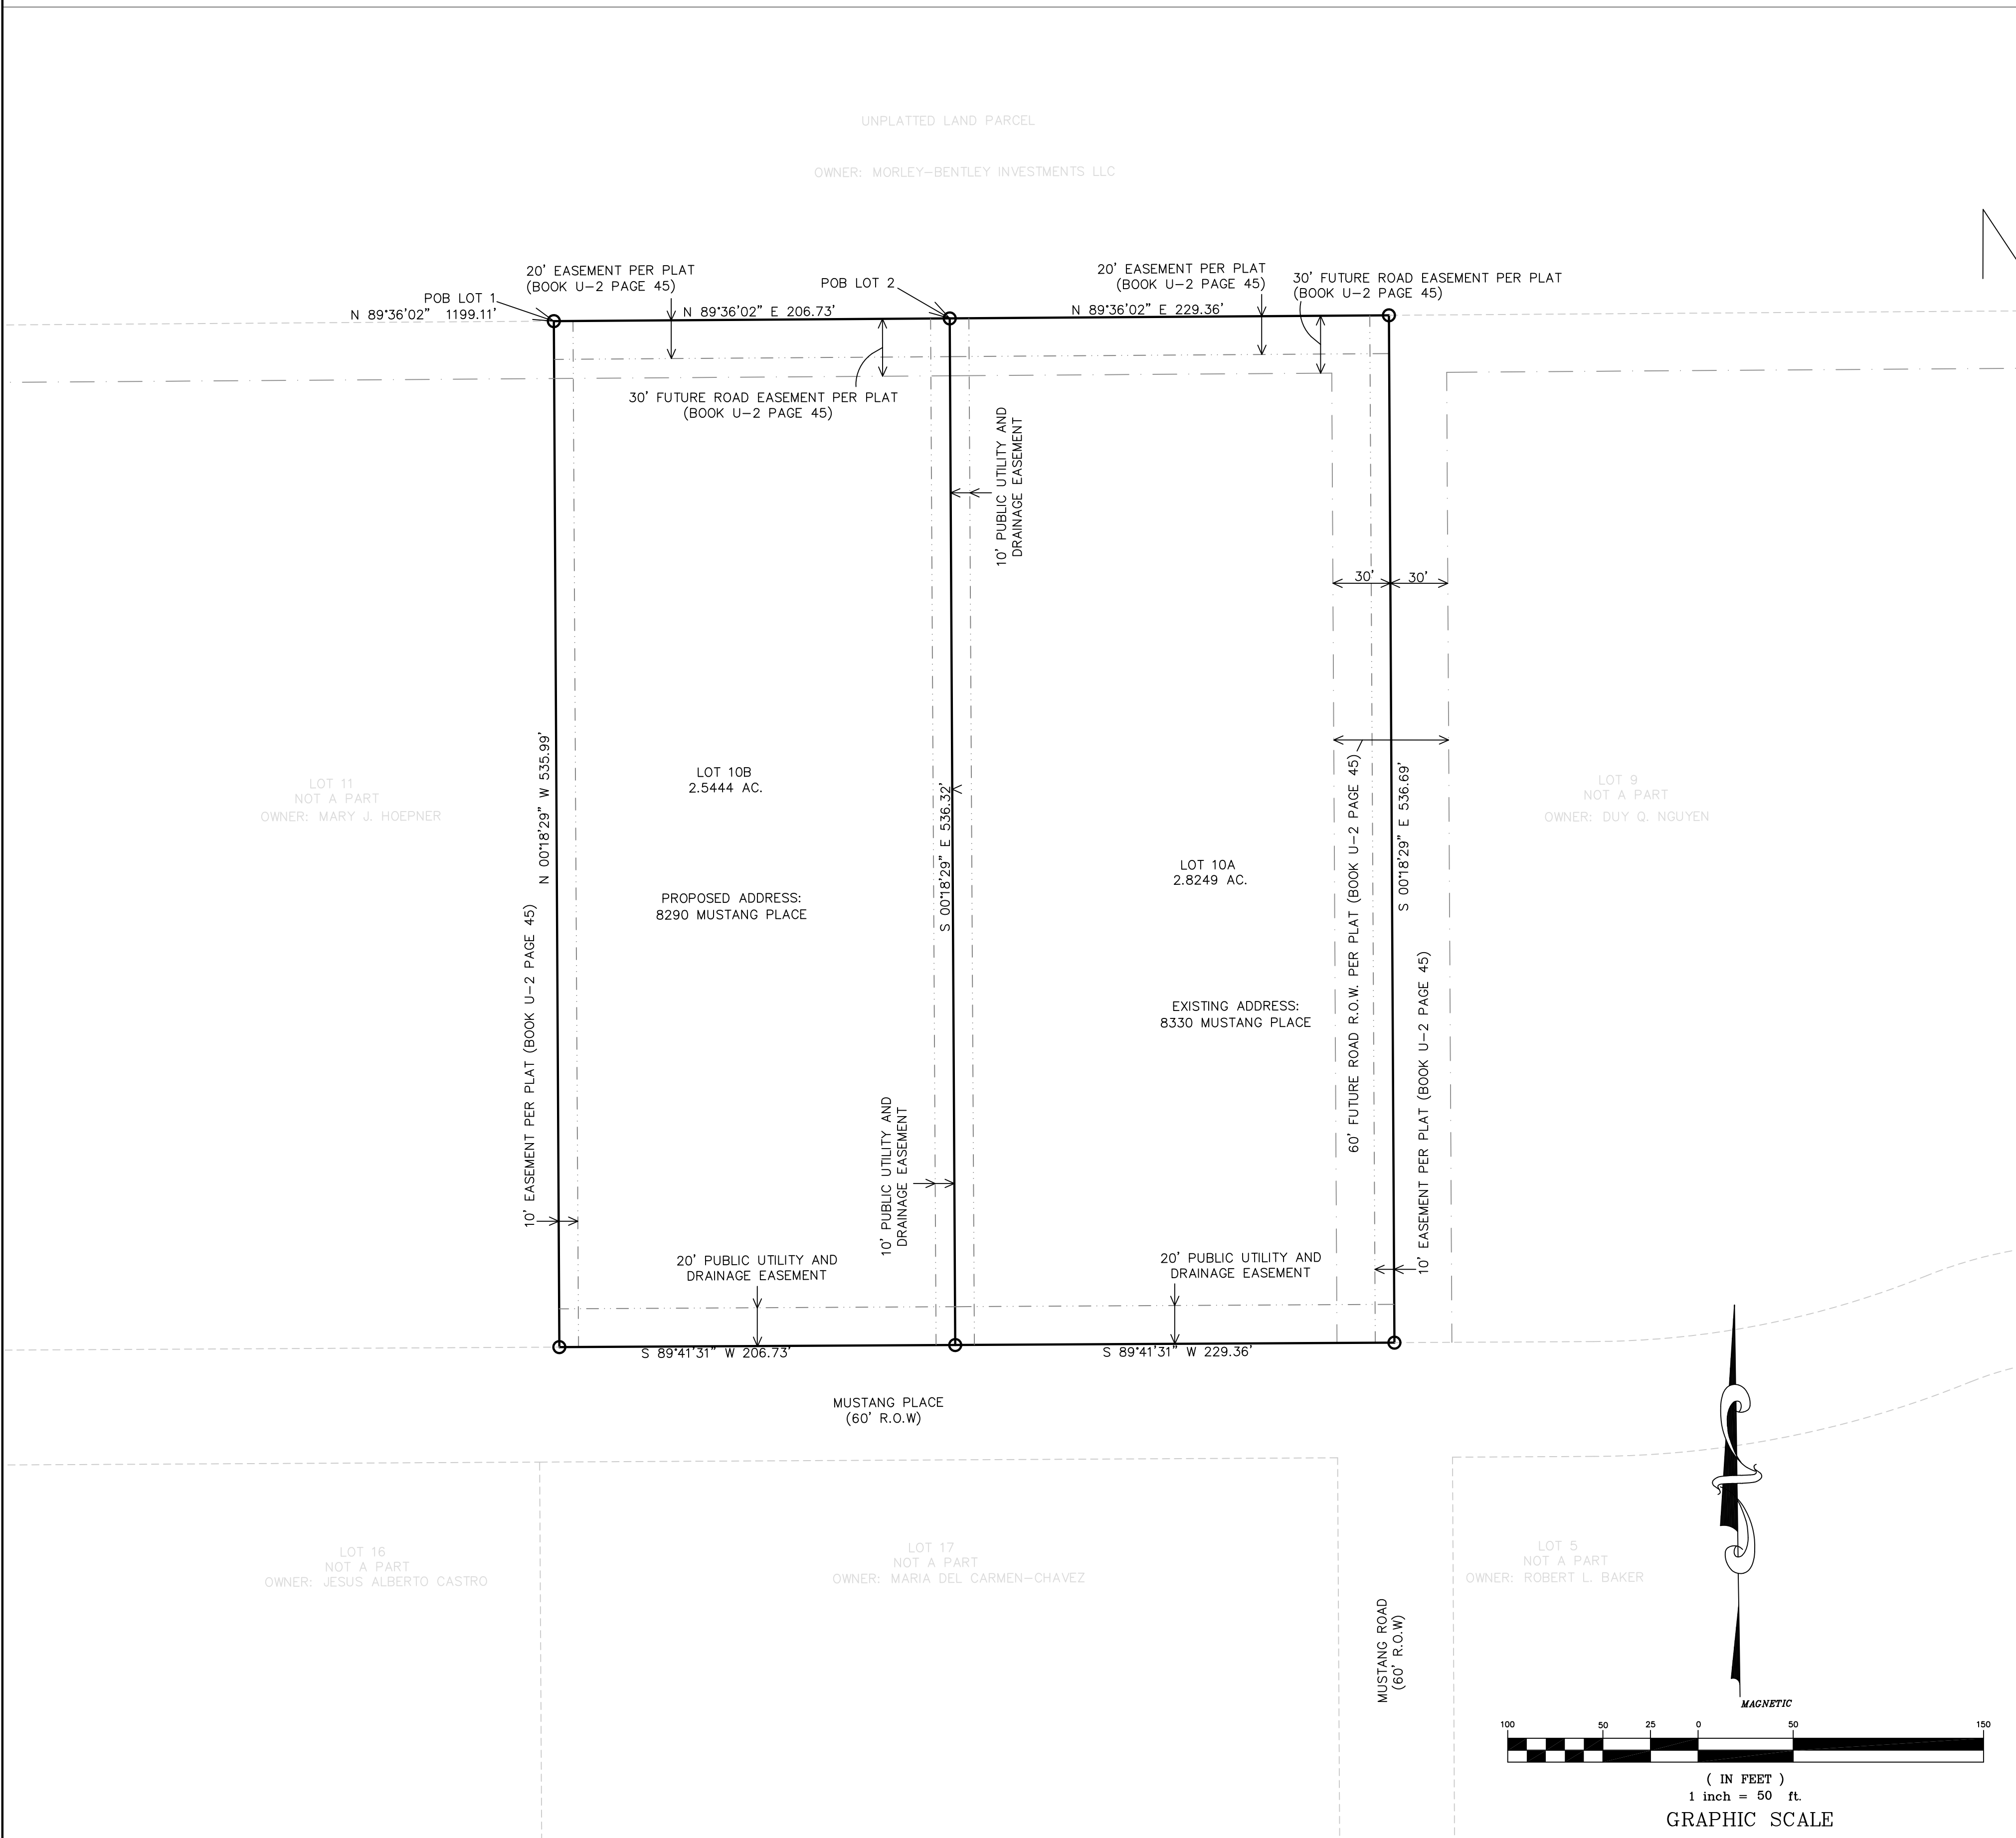 UNPLATTED LAND PARCEL
OWNER: MORLEY-BENTLEY INVESTMENTS LLC
20' EASEMENT PER PLAT
(BOOK U-2 PAGE 45)
POB LOT 1
N 89°36'02" 1199.11'
N 89°36'02" E 206.73'
POB LOT 2
20' EASEMENT PER PLAT
(BOOK U-2 PAGE 45)
N 89°36'02" E 229.36'
30' FUTURE ROAD EASEMENT PER PLAT
(BOOK U-2 PAGE 45)
30' FUTURE ROAD EASEMENT PER PLAT
(BOOK U-2 PAGE 45)
10' PUBLIC UTILITY AND
DRAINAGE EASEMENT
30'
30'
LOT 11
NOT A PART
OWNER: MARY J. HOEPNER
N 00°18'29" W 535.99'
LOT 10B
2.5444 AC.
PROPOSED ADDRESS:
8290 MUSTANG PLACE
S 00°18'29" E 536.32'
LOT 10A
2.8249 AC.
EXISTING ADDRESS:
8330 MUSTANG PLACE
60' FUTURE ROAD R.O.W. PER PLAT (BOOK U-2 PAGE 45)
S 00°18'29" E 536.69'
LOT 9
NOT A PART
OWNER: DUY Q. NGUYEN
10' EASEMENT PER PLAT (BOOK U-2 PAGE 45)
10' PUBLIC UTILITY AND
DRAINAGE EASEMENT
10' EASEMENT PER PLAT (BOOK U-2 PAGE 45)
20' PUBLIC UTILITY AND
DRAINAGE EASEMENT
20' PUBLIC UTILITY AND
DRAINAGE EASEMENT
S 89°41'31" W 206.73'
S 89°41'31" W 229.36'
MUSTANG PLACE
(60' R.O.W)
LOT 16
NOT A PART
OWNER: JESUS ALBERTO CASTRO
LOT 17
NOT A PART
OWNER: MARIA DEL CARMEN-CHAVEZ
LOT 5
NOT A PART
OWNER: ROBERT L. BAKER
MUSTANG ROAD
(60' R.O.W)
MAGNETIC
100 50 25 0 50 150
( IN FEET )
1 inch = 50 ft.
GRAPHIC SCALE